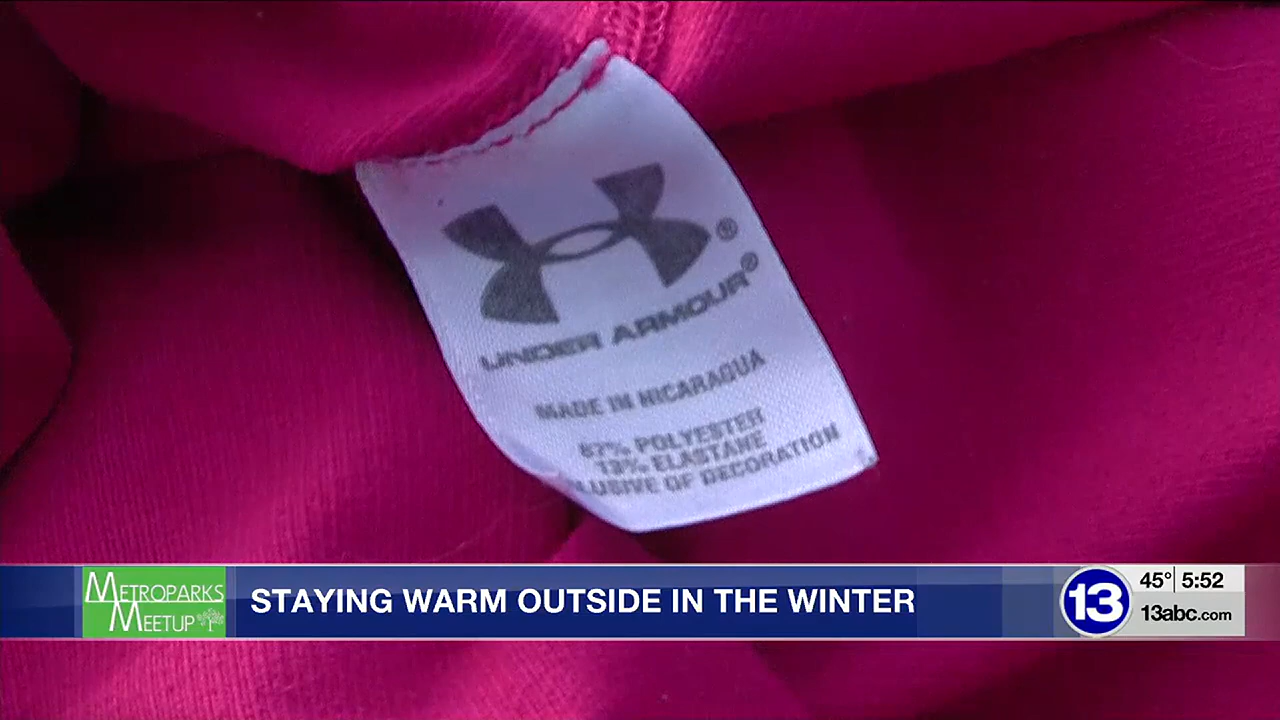 ®
UNDER ARMOUR®
MADE IN NICARAGUA
87% POLYESTER
13% ELASTANE
LUSIVE OF DECORATION
METROPARKS
MEETUP
STAYING WARM OUTSIDE IN THE WINTER
13
45° 5:52
13abc.com